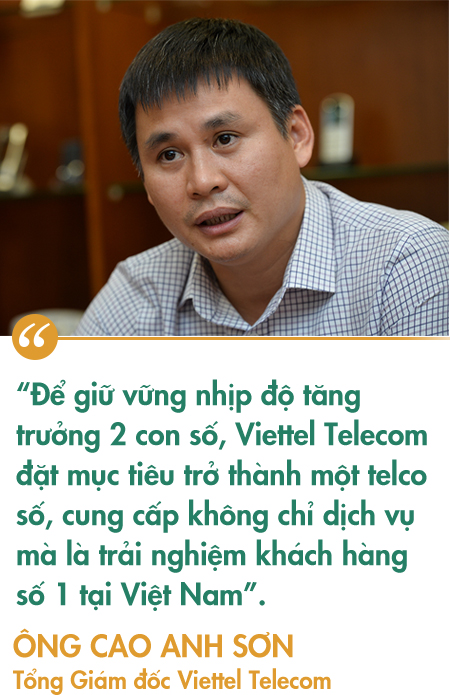 “Để giữ vững nhịp độ tăng
trưởng 2 con số, Viettel Telecom
đặt mục tiêu trở thành một telco
số, cung cấp không chỉ dịch vụ
mà là trải nghiệm khách hàng
số 1 tại Việt Nam”.
ÔNG CAO ANH SƠN
Tổng Giám đốc Viettel Telecom